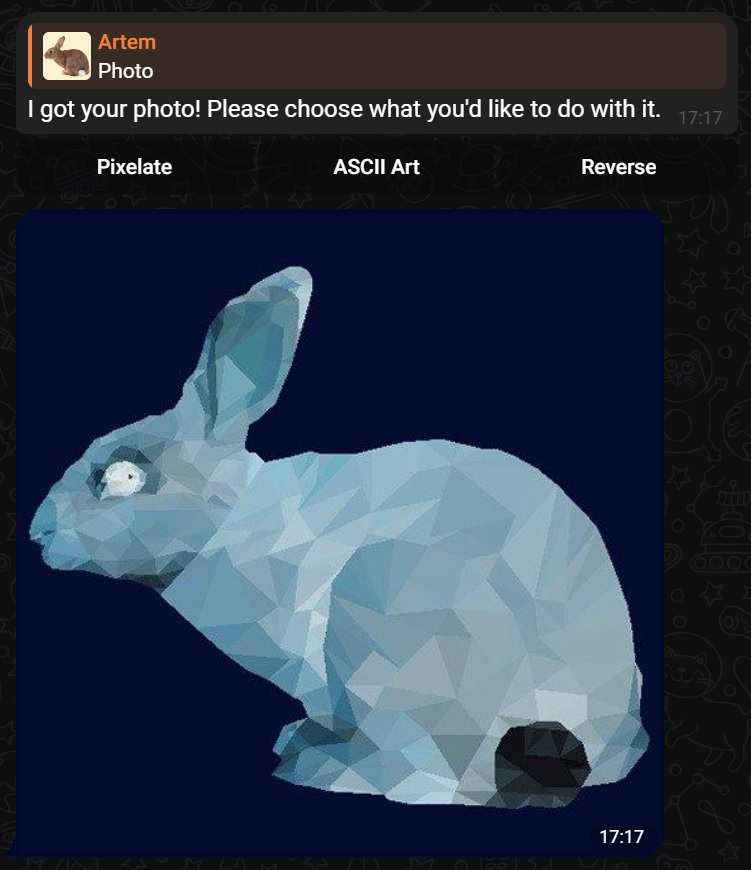 Artem
Photo
I got your photo! Please choose what you'd like to do with it.
17:17
Pixelate ASCII Art Reverse
17:17